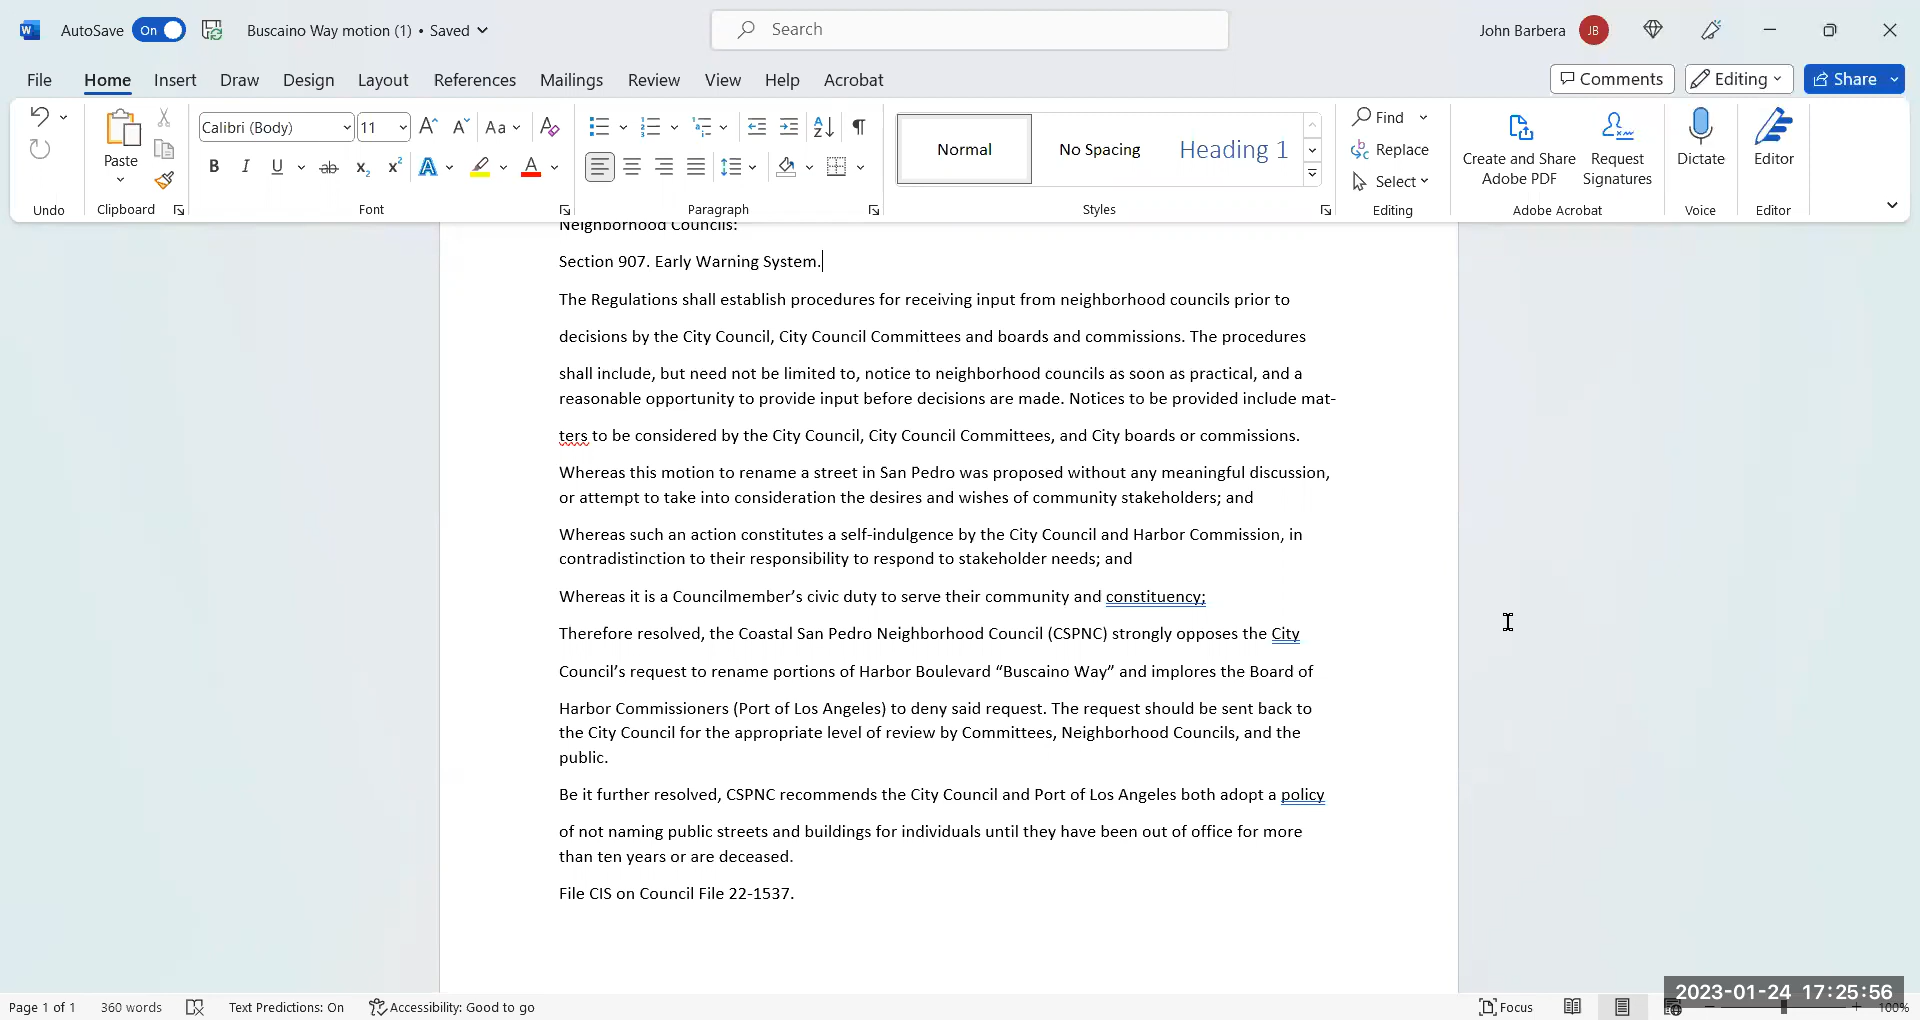 AutoSave On Buscaino Way motion (1) • Saved Search John Barbera JB
File Home Insert Draw Design Layout References Mailings Review View Help Acrobat Comments Editing Share
Calibri (Body) 11 Aa
Normal No Spacing Heading 1
Find
Replace
Select
Paste
Create and Share Adobe PDF
Request Signatures
Dictate
Editor
Undo Clipboard Font Paragraph Styles Editing Adobe Acrobat Voice Editor
Neighborhood Councils:
Section 907. Early Warning System.
The Regulations shall establish procedures for receiving input from neighborhood councils prior to
decisions by the City Council, City Council Committees and boards and commissions. The procedures
shall include, but need not be limited to, notice to neighborhood councils as soon as practical, and a
reasonable opportunity to provide input before decisions are made. Notices to be provided include mat-
ters to be considered by the City Council, City Council Committees, and City boards or commissions.
Whereas this motion to rename a street in San Pedro was proposed without any meaningful discussion,
or attempt to take into consideration the desires and wishes of community stakeholders; and
Whereas such an action constitutes a self-indulgence by the City Council and Harbor Commission, in
contradistinction to their responsibility to respond to stakeholder needs; and
Whereas it is a Councilmember’s civic duty to serve their community and constituency;
Therefore resolved, the Coastal San Pedro Neighborhood Council (CSPNC) strongly opposes the City
Council’s request to rename portions of Harbor Boulevard “Buscaino Way” and implores the Board of
Harbor Commissioners (Port of Los Angeles) to deny said request. The request should be sent back to
the City Council for the appropriate level of review by Committees, Neighborhood Councils, and the
public.
Be it further resolved, CSPNC recommends the City Council and Port of Los Angeles both adopt a policy
of not naming public streets and buildings for individuals until they have been out of office for more
than ten years or are deceased.
File CIS on Council File 22-1537.
2023-01-24 17:25:56
Page 1 of 1 360 words Text Predictions: On Accessibility: Good to go Focus 100%